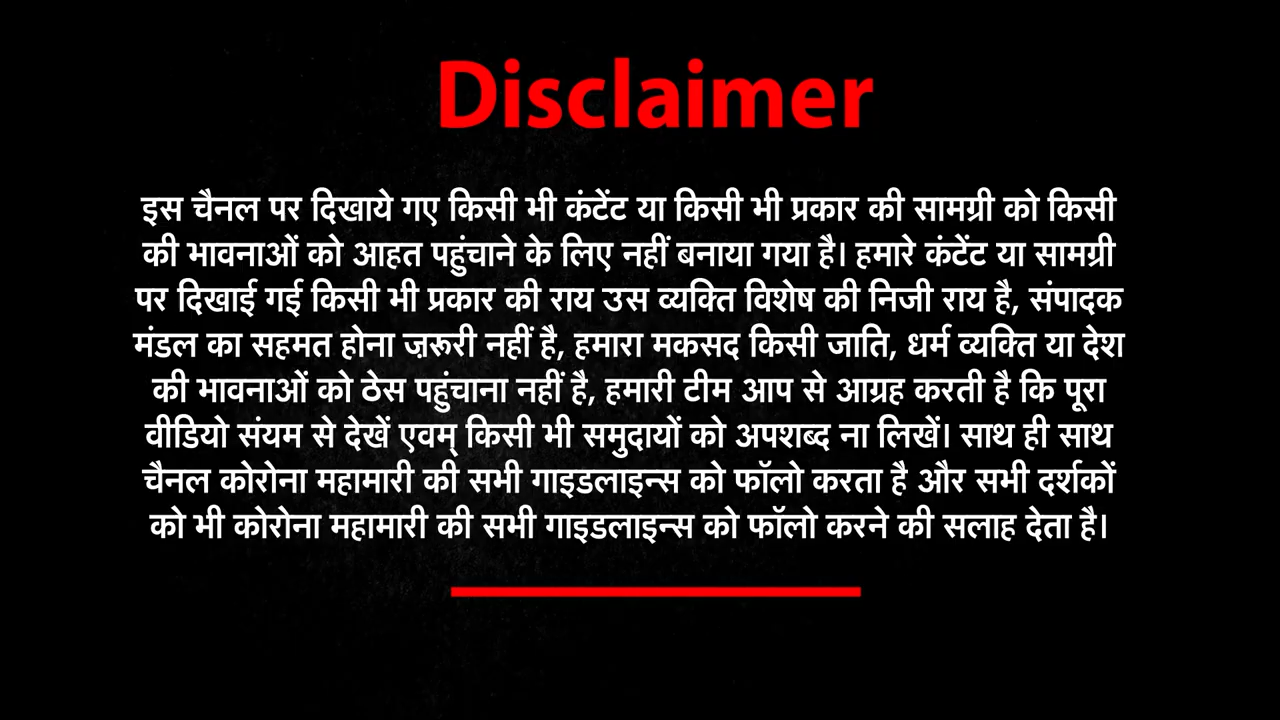 Disclaimer
इस चैनल पर दिखाये गए किसी भी कंटेंट या किसी भी प्रकार की सामग्री को किसी
की भावनाओं को आहत पहुंचाने के लिए नहीं बनाया गया है। हमारे कंटेंट या सामग्री
पर दिखाई गई किसी भी प्रकार की राय उस व्यक्ति विशेष की निजी राय है, संपादक
मंडल का सहमत होना ज़रूरी नहीं है, हमारा मकसद किसी जाति, धर्म व्यक्ति या देश
की भावनाओं को ठेस पहुंचाना नहीं है, हमारी टीम आप से आग्रह करती है कि पूरा
वीडियो संयम से देखें एवम् किसी भी समुदायों को अपशब्द ना लिखें। साथ ही साथ
चैनल कोरोना महामारी की सभी गाइडलाइन्स को फॉलो करता है और सभी दर्शकों
को भी कोरोना महामारी की सभी गाइडलाइन्स को फॉलो करने की सलाह देता है।